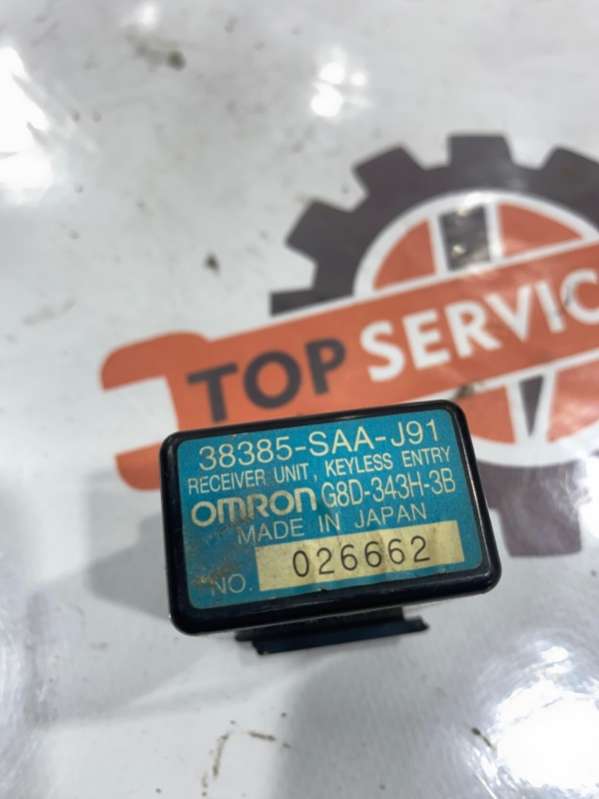 TOP SERVIC
38385-SAA-J91
RECEIVER UNIT, KEYLESS ENTRY
OMRON G8D-343H-3B
MADE IN JAPAN
NO. 026662